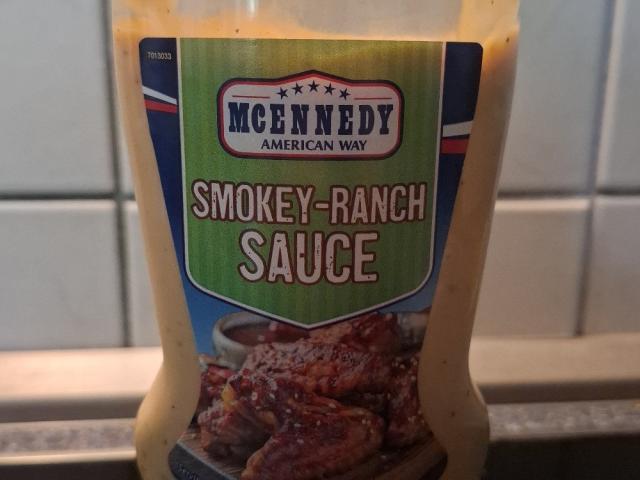 7013033
MCENNEDY
AMERICAN WAY
SMOKEY-RANCH
SAUCE